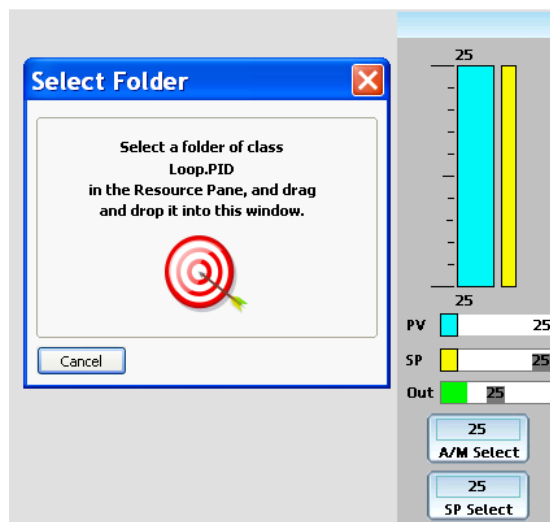 Select Folder
Select a folder of class
Loop.PID
in the Resource Pane, and drag
and drop it into this window.
Cancel
25
25
PV 25
SP 25
Out 25
25
A/M Select
25
SP Select